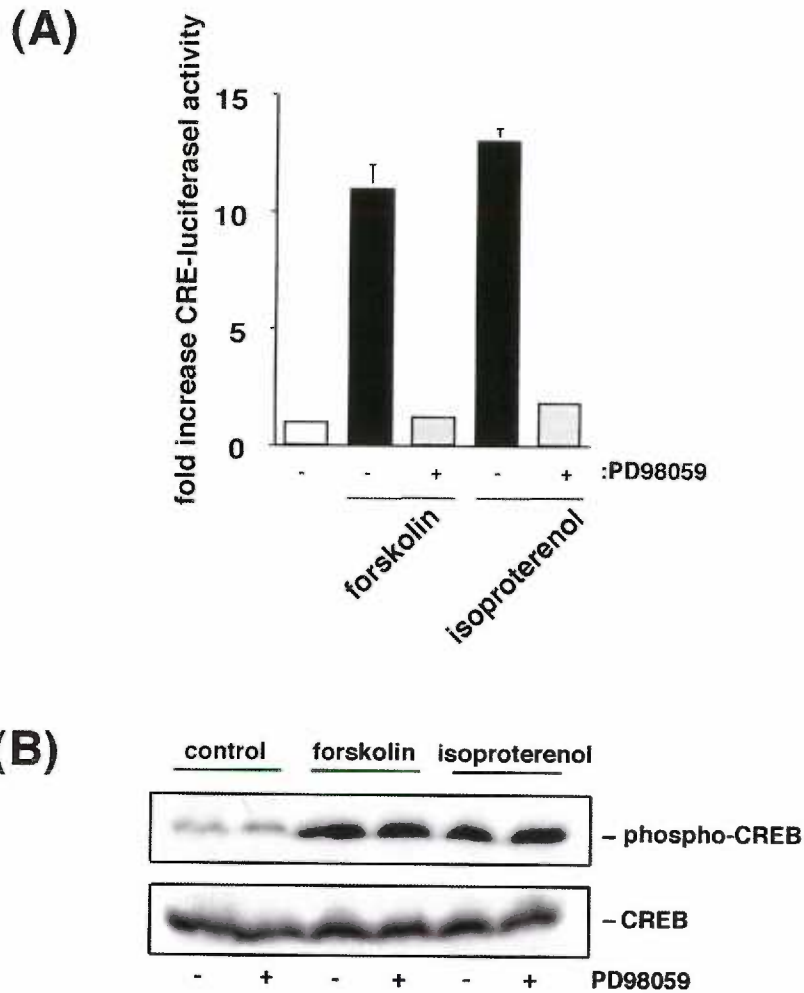 (A)
fold increase CRE-luciferasel activity
15
10
5
0
- - + - + :PD98059
forskolin
isoproterenol
(B)
control forskolin isoproterenol
– phospho-CREB
– CREB
- + - + - + PD98059